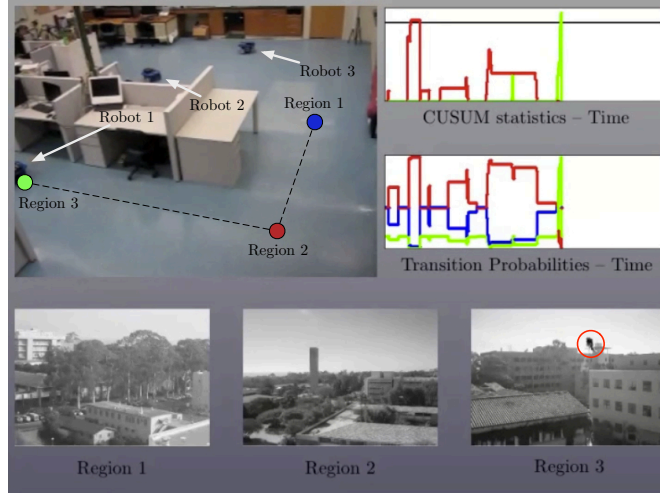 Robot 3
Robot 2
Region 1
Robot 1
Region 3
Region 2
CUSUM statistics – Time
Transition Probabilities – Time
Region 1
Region 2
Region 3